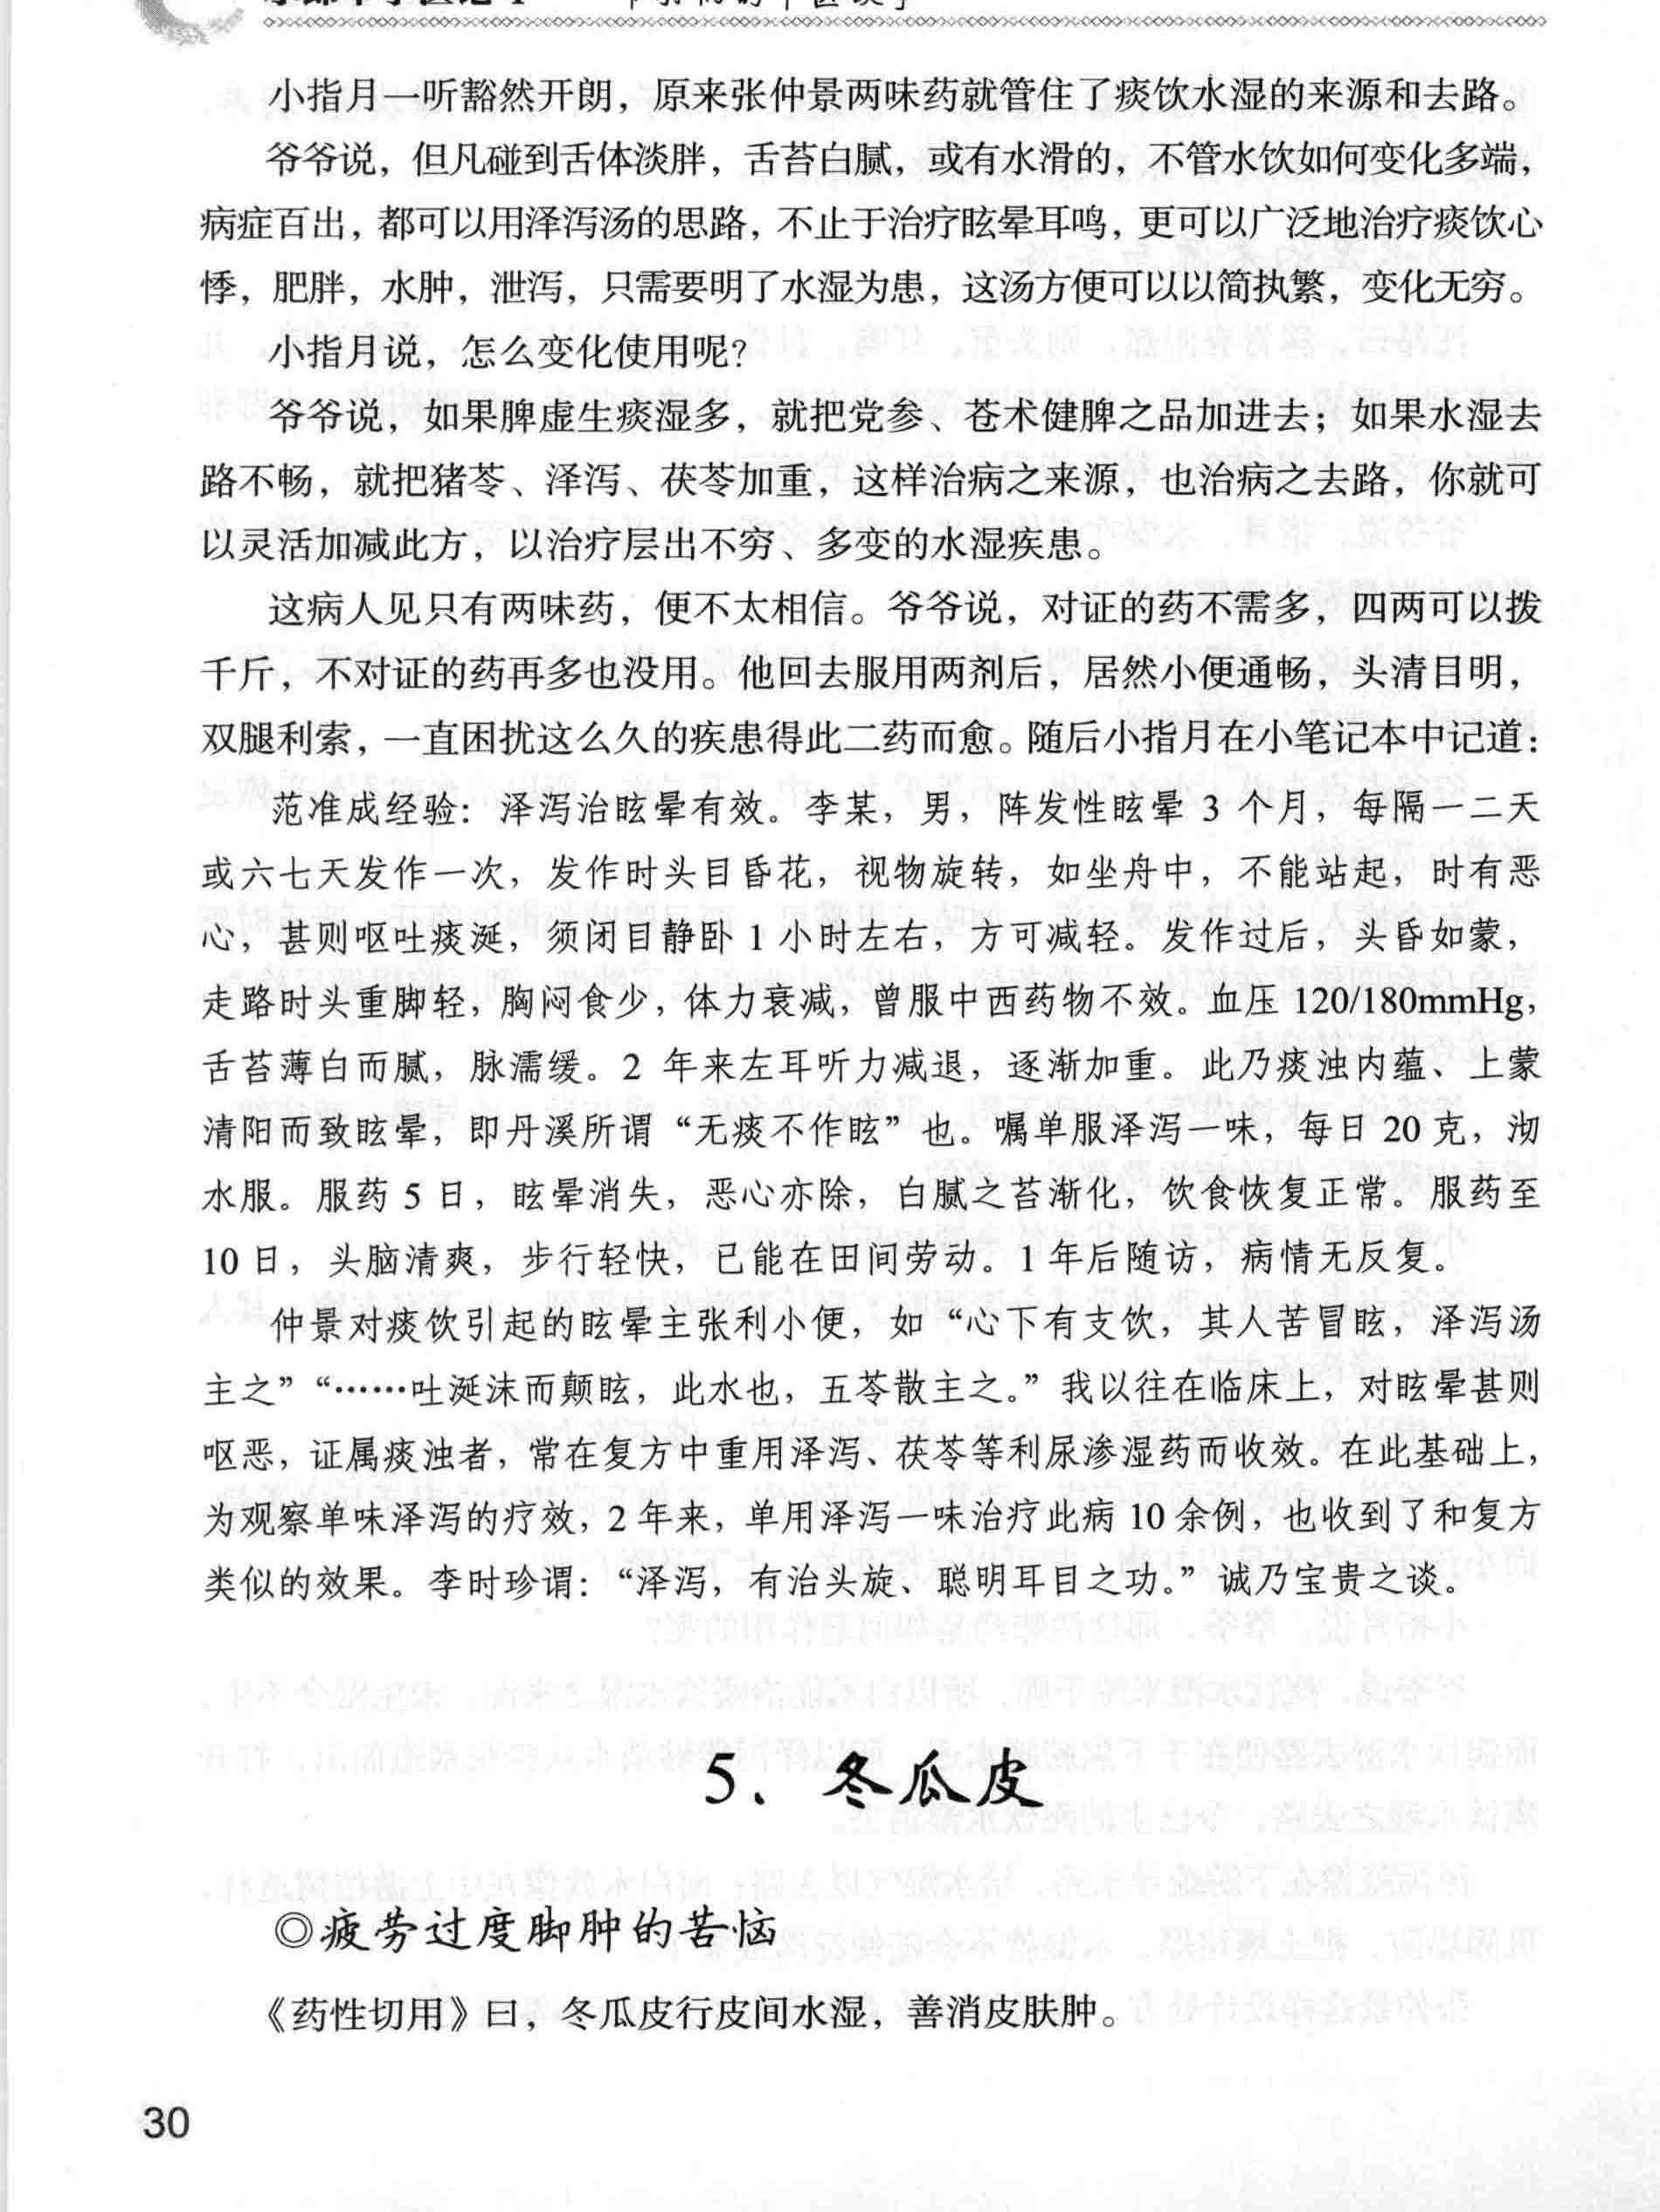 小指月一听豁然开朗，原来张仲景两味药就管住了痰饮水湿的来源和去路。
爷爷说，但凡碰到舌体淡胖，舌苔白腻，或有水滑的，不管水饮如何变化多端，
病症百出，都可以用泽泻汤的思路，不止于治疗眩晕耳鸣，更可以广泛地治疗痰饮心
悸，肥胖，水肿，泄泻，只需要明了水湿为患，这汤方便可以以简执繁，变化无穷。
小指月说，怎么变化使用呢？
爷爷说，如果脾虚生痰湿多，就把党参、苍术健脾之品加进去；如果水湿去
路不畅，就把猪苓、泽泻、茯苓加重，这样治病之来源，也治病之去路，你就可
以灵活加减此方，以治疗层出不穷、多变的水湿疾患。
这病人见只有两味药，便不太相信。爷爷说，对证的药不需多，四两可以拨
千斤，不对证的药再多也没用。他回去服用两剂后，居然小便通畅，头清目明，
双腿利索，一直困扰这么久的疾患得此二药而愈。随后小指月在小笔记本中记道：
范准成经验：泽泻治眩晕有效。李某，男，阵发性眩晕 3 个月，每隔一二天
或六七天发作一次，发作时头目昏花，视物旋转，如坐舟中，不能站起，时有恶
心，甚则呕吐痰涎，须闭目静卧 1 小时左右，方可减轻。发作过后，头昏如蒙，
走路时头重脚轻，胸闷食少，体力衰减，曾服中西药物不效。血压 120/180mmHg，
舌苔薄白而腻，脉濡缓。2 年来左耳听力减退，逐渐加重。此乃痰浊内蕴、上蒙
清阳而致眩晕，即丹溪所谓“无痰不作眩”也。嘱单服泽泻一味，每日 20 克，沏
水服。服药 5 日，眩晕消失，恶心亦除，白腻之苔渐化，饮食恢复正常。服药至
10 日，头脑清爽，步行轻快，已能在田间劳动。1 年后随访，病情无反复。
仲景对痰饮引起的眩晕主张利小便，如“心下有支饮，其人苦冒眩，泽泻汤
主之”“……吐涎沫而颠眩，此水也，五苓散主之。”我以往在临床上，对眩晕甚则
呕恶，证属痰浊者，常在复方中重用泽泻、茯苓等利尿渗湿药而收效。在此基础上，
为观察单味泽泻的疗效，2 年来，单用泽泻一味治疗此病 10 余例，也收到了和复方
类似的效果。李时珍谓：“泽泻，有治头旋、聪明耳目之功。”诚乃宝贵之谈。
5、冬瓜皮
◎疲劳过度脚肿的苦恼
《药性切用》曰，冬瓜皮行皮间水湿，善消皮肤肿。
30